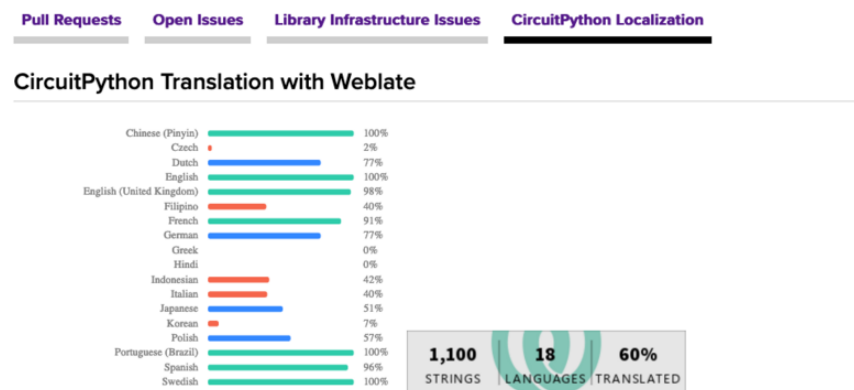 Pull Requests Open Issues Library Infrastructure Issues CircuitPython Localization
CircuitPython Translation with Weblate
Chinese (Pinyin) 100%
Czech 2%
Dutch 77%
English 100%
English (United Kingdom) 98%
Filipino 40%
French 91%
German 77%
Greek 0%
Hindi 0%
Indonesian 42%
Italian 40%
Japanese 51%
Korean 7%
Polish 57%
Portuguese (Brazil) 100%
Spanish 96%
Swedish 100%
1,100 18 60%
STRINGS LANGUAGES TRANSLATED